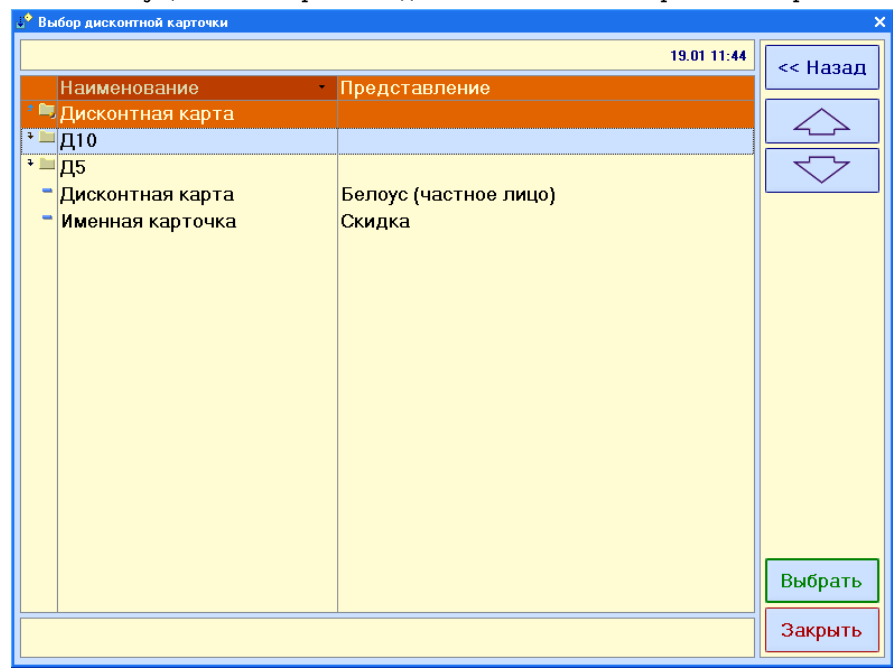 Выбор дисконтной карточки
19.01 11:44
<< Назад
Наименование Представление
Дисконтная карта
Д10
Д5
Дисконтная карта Белоус (частное лицо)
Именная карточка Скидка
Выбрать
Закрыть